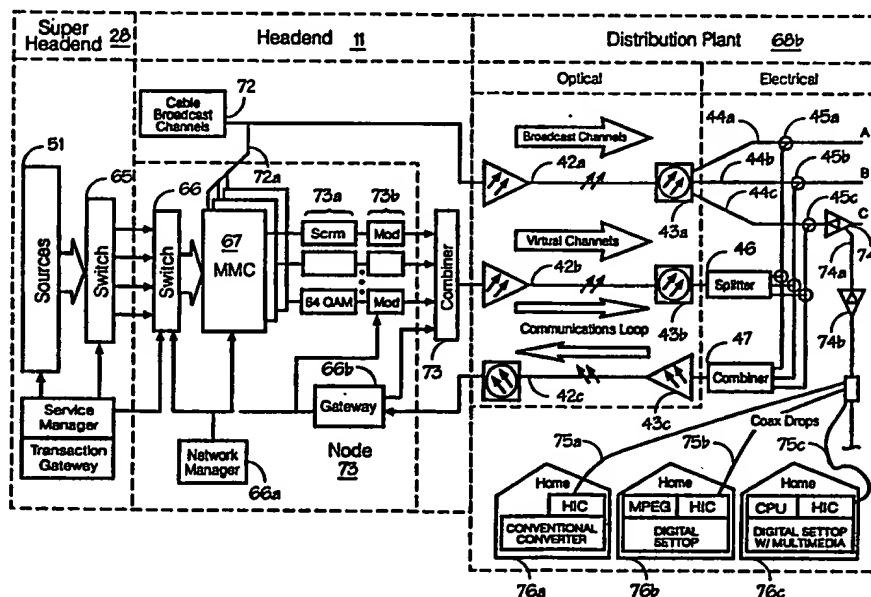 Super Headend 28
Headend 11
Distribution Plant 68b
Optical
Electrical
72
Cable Broadcast Channels
72a
Broadcast Channels
42a
43a
44a
45a
A
44b
45b
B
44c
45c
C
74
74a
74b
51
Sources
65
Switch
66
Switch
67
MMC
73a
73b
Scrm
Mod
64 QAM
Mod
Combiner
73
Virtual Channels
42b
43b
46
Splitter
Communications Loop
47
Combiner
42c
43c
66b
Gateway
Node 73
Service Manager
Transaction Gateway
Network Manager
66a
75a
75b
Coax Drops
75c
Home
HIC
CONVENTIONAL CONVERTER
76a
Home
MPEG
HIC
DIGITAL SETTOP
76b
Home
CPU
HIC
DIGITAL SETTOP W/ MULTIMEDIA
76c